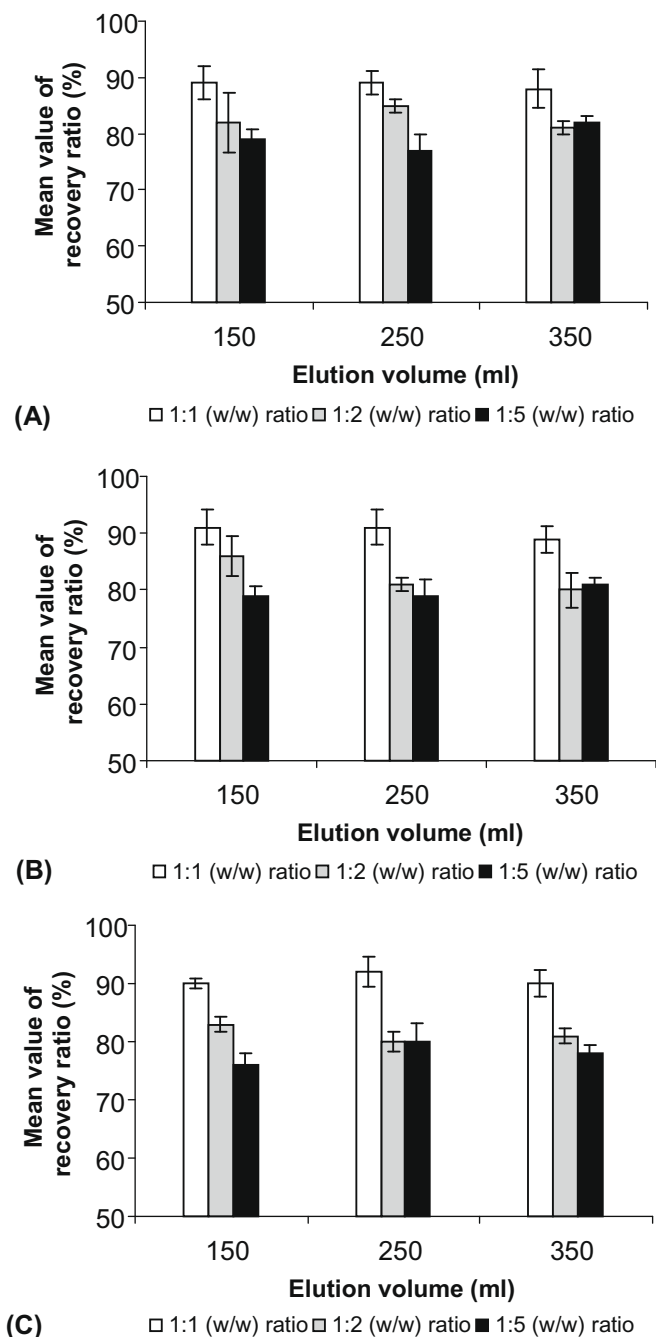 Mean value of
recovery ratio (%)
100
90
80
70
60
50
150 250 350
Elution volume (ml)
(A) 1:1 (w/w) ratio 1:2 (w/w) ratio 1:5 (w/w) ratio
Mean value of
recovery ratio (%)
100
90
80
70
60
50
150 250 350
Elution volume (ml)
(B) 1:1 (w/w) ratio 1:2 (w/w) ratio 1:5 (w/w) ratio
Mean value of
recovery ratio (%)
100
90
80
70
60
50
150 250 350
Elution volume (ml)
(C) 1:1 (w/w) ratio 1:2 (w/w) ratio 1:5 (w/w) ratio